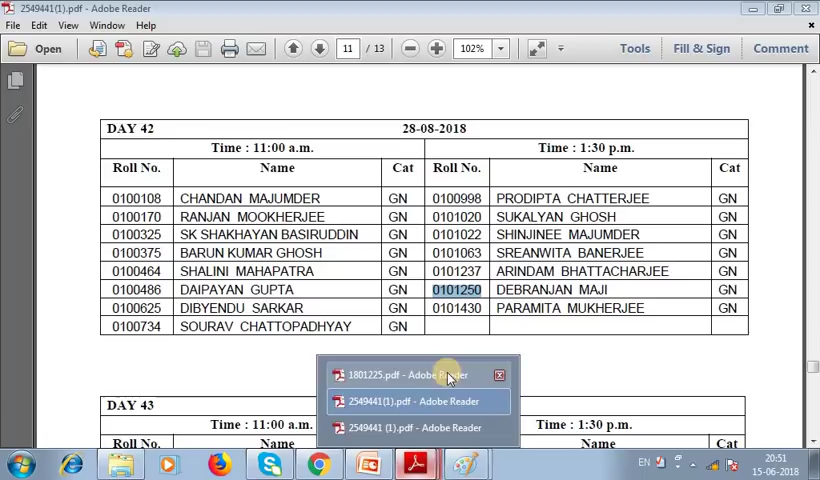 2549441(1).pdf - Adobe Reader
File Edit View Window Help
Open 11 / 13 102% Tools Fill & Sign Comment
DAY 42 28-08-2018
Time : 11:00 a.m. Time : 1:30 p.m.
Roll No. Name Cat Roll No. Name Cat
0100108 CHANDAN MAJUMDER GN 0100998 PRODIPTA CHATTERJEE GN
0100170 RANJAN MOOKHERJEE GN 0101020 SUKALYAN GHOSH GN
0100325 SK SHAKHAYAN BASIRUDDIN GN 0101022 SHINJINEE MAJUMDER GN
0100375 BARUN KUMAR GHOSH GN 0101063 SREANWITA BANERJEE GN
0100464 SHALINI MAHAPATRA GN 0101237 ARINDAM BHATTACHARJEE GN
0100486 DAIPAYAN GUPTA GN 0101250 DEBRANJAN MAJI GN
0100625 DIBYENDU SARKAR GN 0101430 PARAMITA MUKHERJEE GN
0100734 SOURAV CHATTOPADHYAY GN
1801225.pdf - Adobe Reader
2549441(1).pdf - Adobe Reader
2549441 (1).pdf - Adobe Reader
DAY 43
Time : 11:00 a.m. Time : 1:30 p.m.
Roll No. Name Cat Roll No. Name Cat
EN 20:51
15-06-2018